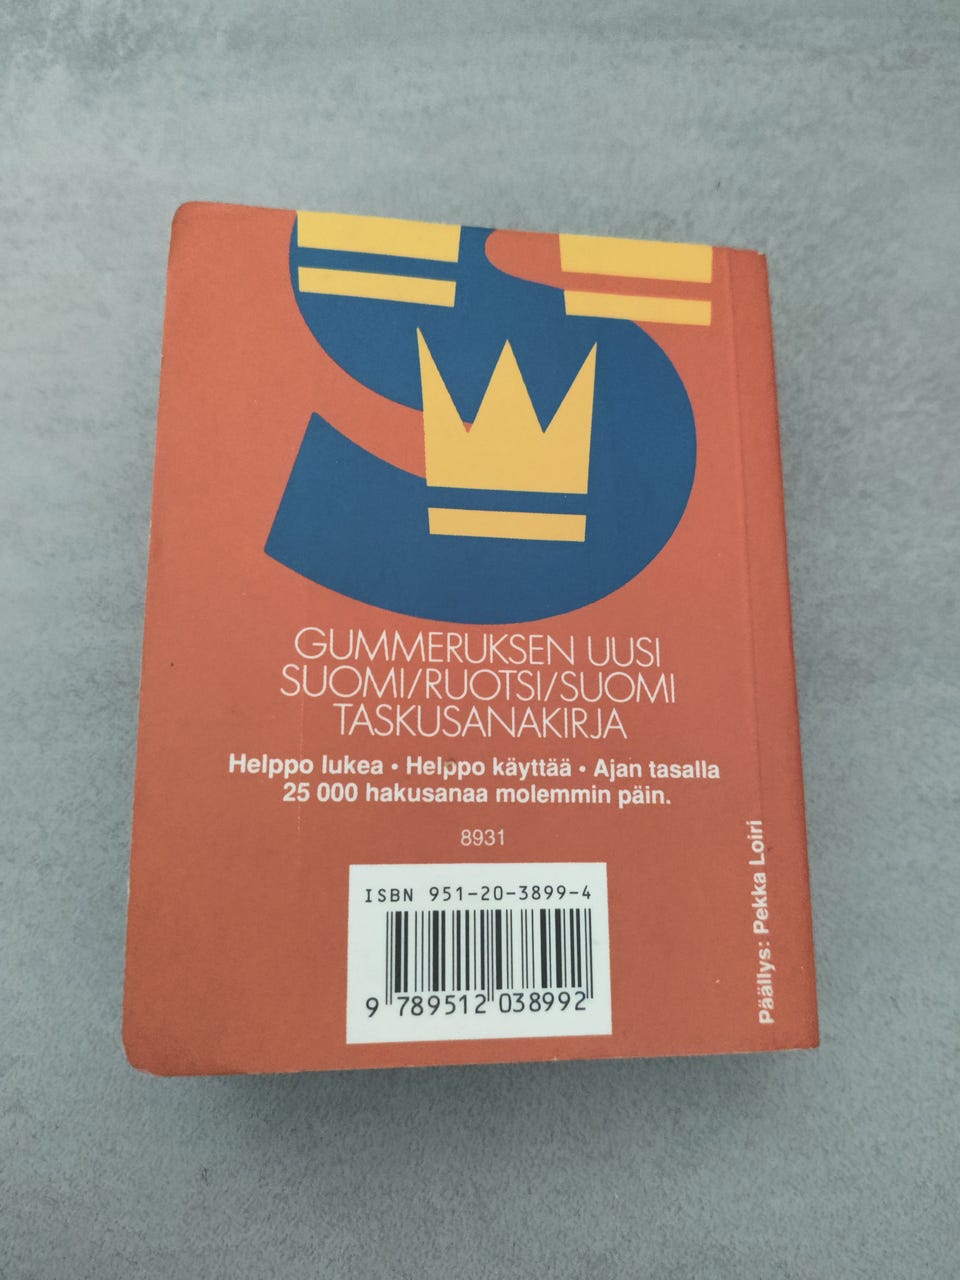 GUMMERUKSEN UUSI
SUOMI/RUOTSI/SUOMI
TASKUSANAKIRJA
Helppo lukea • Helppo käyttää • Ajan tasalla
25 000 hakusanaa molemmin päin.
8931
ISBN 951-20-3899-4
9 789512 038992
Päällys: Pekka Loiri